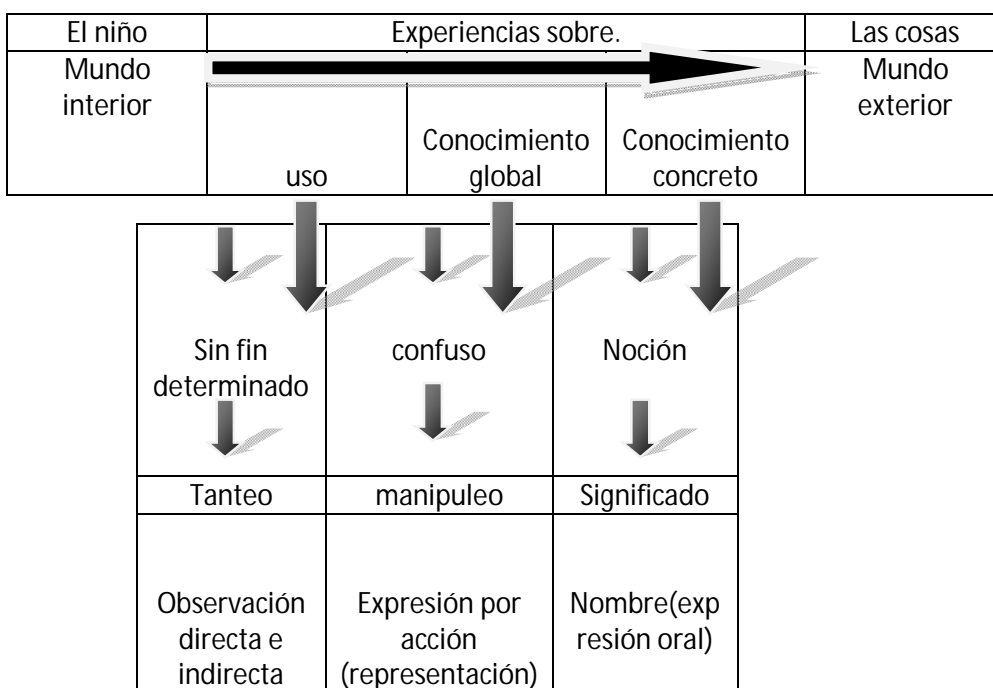 El niño
Experiencias sobre.
Las cosas
Mundo
interior
uso
Conocimiento
global
Conocimiento
concreto
Mundo
exterior
Sin fin
determinado
confuso
Noción
Tanteo
manipuleo
Significado
Observación
directa e
indirecta
Expresión por
acción
(representación)
Nombre(exp
resión oral)